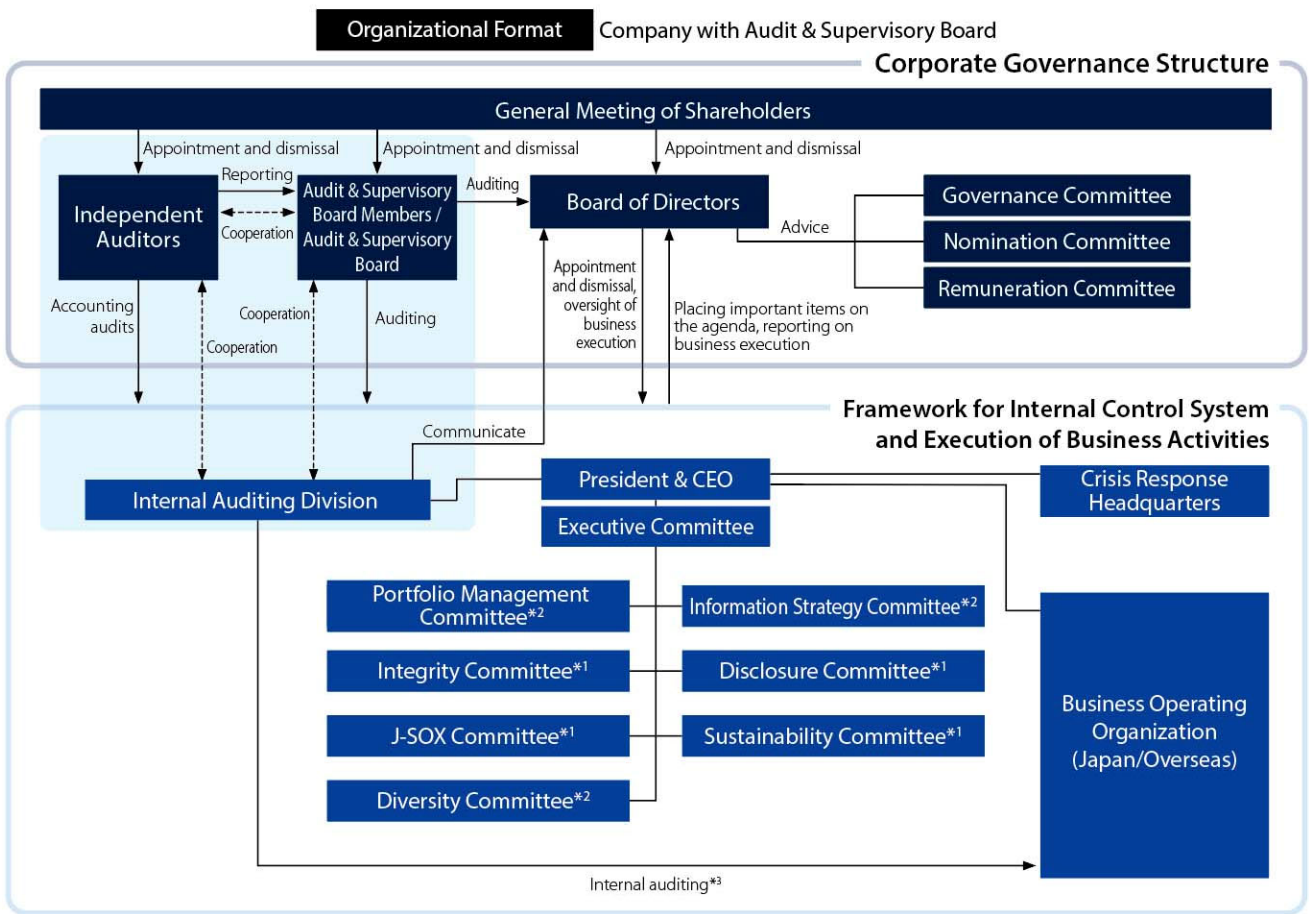 Organizational Format
Company with Audit & Supervisory Board
Corporate Governance Structure
General Meeting of Shareholders
Appointment and dismissal
Appointment and dismissal
Appointment and dismissal
Independent
Auditors
Reporting
Cooperation
Audit & Supervisory
Board Members /
Audit & Supervisory
Board
Auditing
Board of Directors
Advice
Governance Committee
Nomination Committee
Remuneration Committee
Accounting
audits
Cooperation
Cooperation
Auditing
Appointment
and dismissal,
oversight of
business
execution
Placing important items on
the agenda, reporting on
business execution
Framework for Internal Control System
and Execution of Business Activities
Communicate
Internal Auditing Division
President & CEO
Executive Committee
Crisis Response
Headquarters
Portfolio Management
Committee*2
Information Strategy Committee*2
Integrity Committee*1
Disclosure Committee*1
J-SOX Committee*1
Sustainability Committee*1
Diversity Committee*2
Business Operating
Organization
(Japan/Overseas)
Internal auditing*3